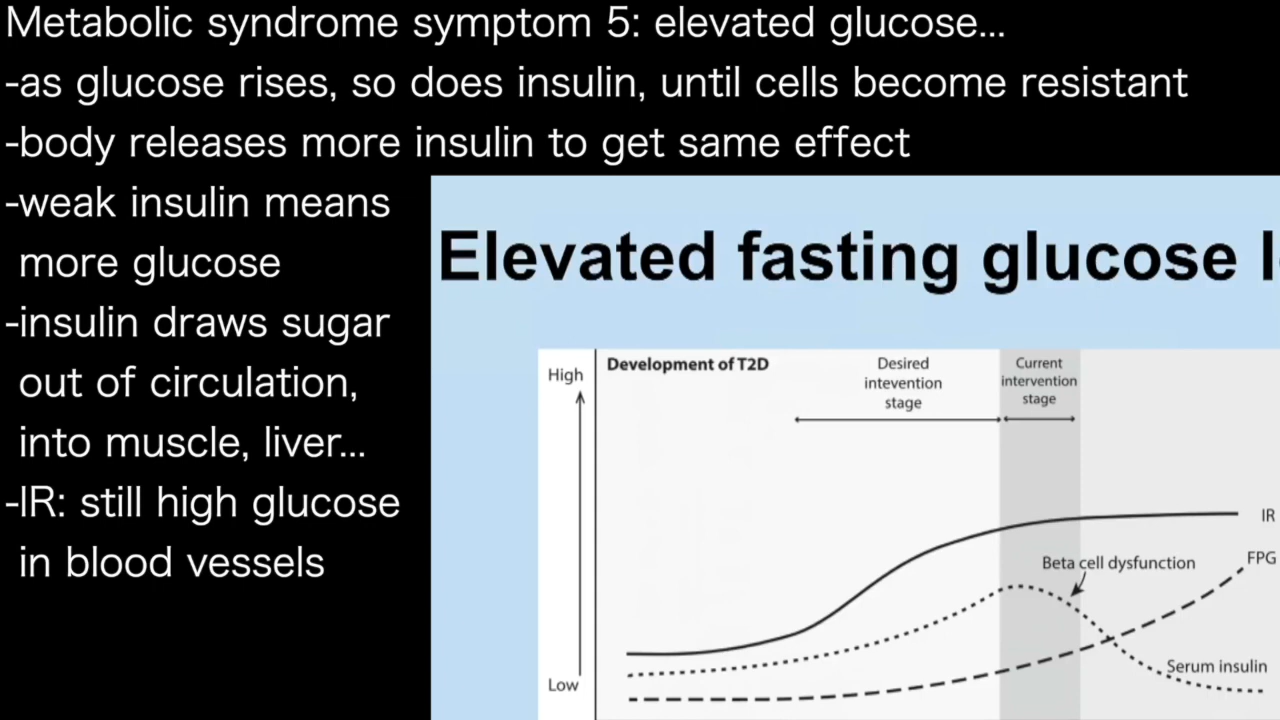 Metabolic syndrome symptom 5: elevated glucose...
-as glucose rises, so does insulin, until cells become resistant
-body releases more insulin to get same effect
-weak insulin means
more glucose
-insulin draws sugar
out of circulation,
into muscle, liver...
-IR: still high glucose
in blood vessels
Elevated fasting glucose
Development of T2D
Desired
intevention
stage
Current
intervention
stage
High
IR
FPG
Beta cell dysfunction
Serum insulin
Low